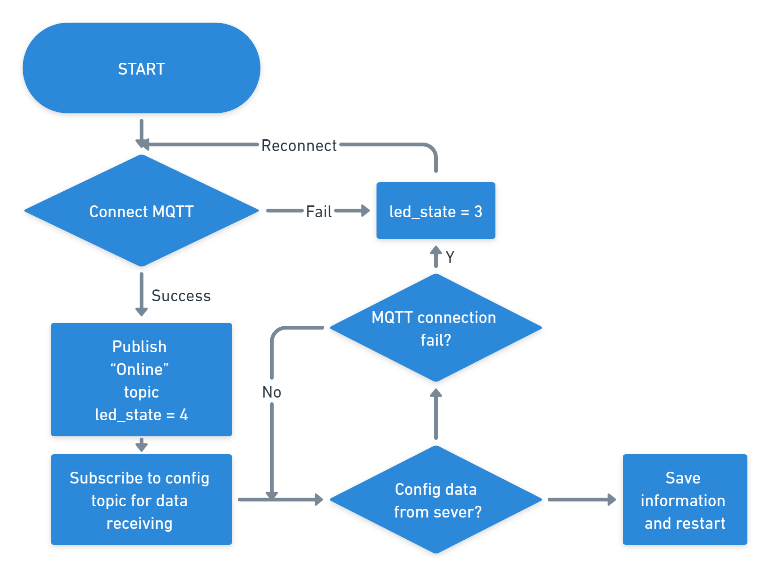 START
Reconnect
Connect MQTT
Fail
led_state = 3
Y
Success
MQTT connection
fail?
Publish
“Online”
topic
led_state = 4
No
Subscribe to config
topic for data
receiving
Config data
from sever?
Save
information
and restart